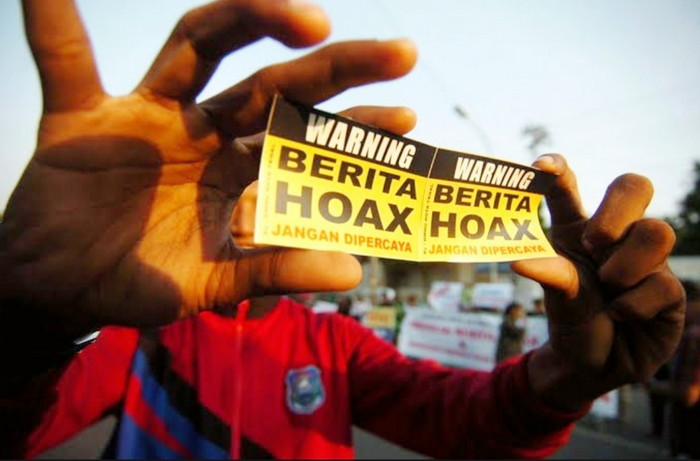 WARNING
BERITA
HOAX
JANGAN DIPERCAYA
WARNING
BERITA
HOAX
JANGAN DIPERCAYA